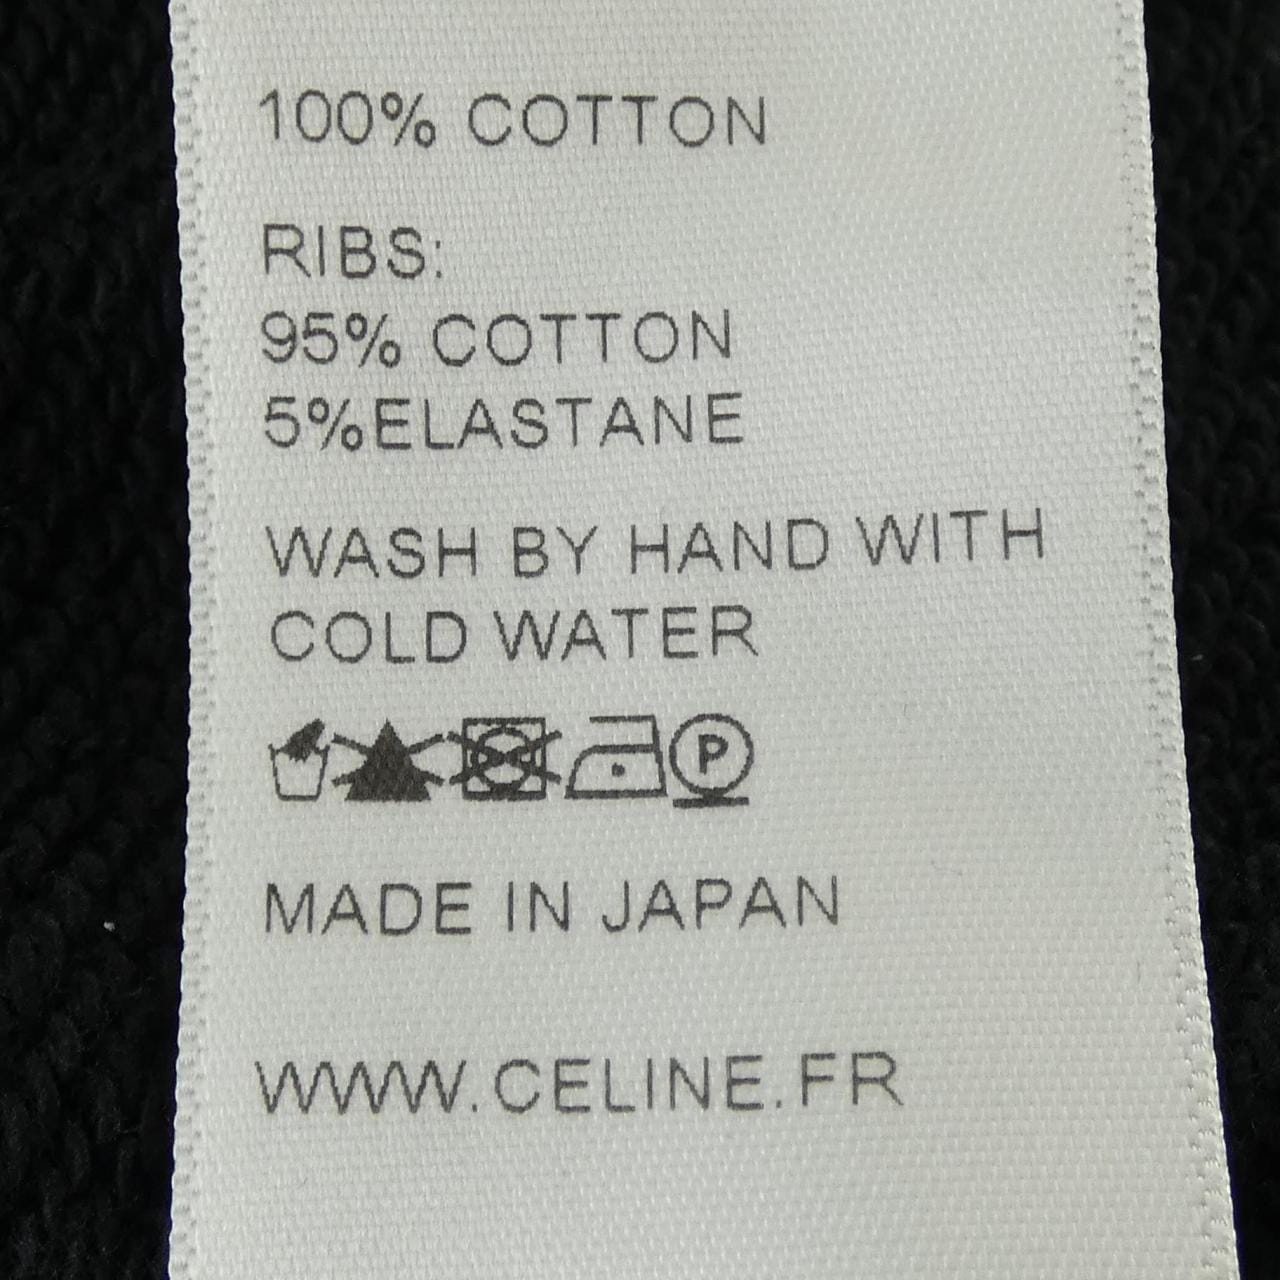 100% COTTON
RIBS:
95% COTTON
5%ELASTANE
WASH BY HAND WITH
COLD WATER
P
MADE IN JAPAN
WWW.CELINE.FR